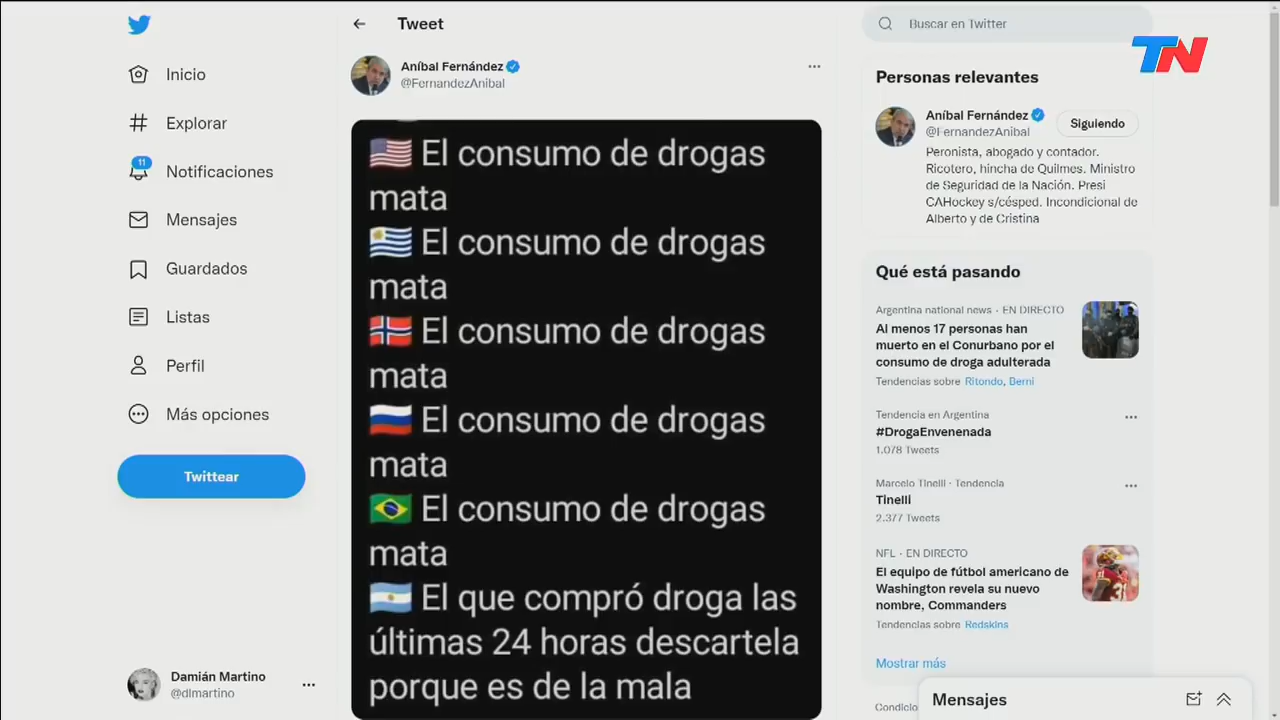 Tweet
Buscar en Twitter
TN
Inicio
Explorar
11
Notificaciones
Mensajes
Guardados
Listas
Perfil
Más opciones
Twittear
Damián Martino
@dlmartino
Aníbal Fernández
@FernandezAnibal
El consumo de drogas
mata
El consumo de drogas
mata
El consumo de drogas
mata
El consumo de drogas
mata
El consumo de drogas
mata
El que compró droga las
últimas 24 horas descartela
porque es de la mala
Personas relevantes
Aníbal Fernández
@FernandezAnibal
Siguiendo
Peronista, abogado y contador.
Ricotero, hincha de Quilmes. Ministro
de Seguridad de la Nación. Presi
CAHockey s/césped. Incondicional de
Alberto y de Cristina
Qué está pasando
Argentina national news · EN DIRECTO
Al menos 17 personas han
muerto en el Conurbano por el
consumo de droga adulterada
Tendencias sobre Ritondo, Berni
Tendencia en Argentina
#DrogaEnvenenada
1.078 Tweets
Marcelo Tinelli · Tendencia
Tinelli
2.377 Tweets
NFL · EN DIRECTO
El equipo de fútbol americano de
Washington revela su nuevo
nombre, Commanders
Tendencias sobre Redskins
Mostrar más
Condicio
Mensajes